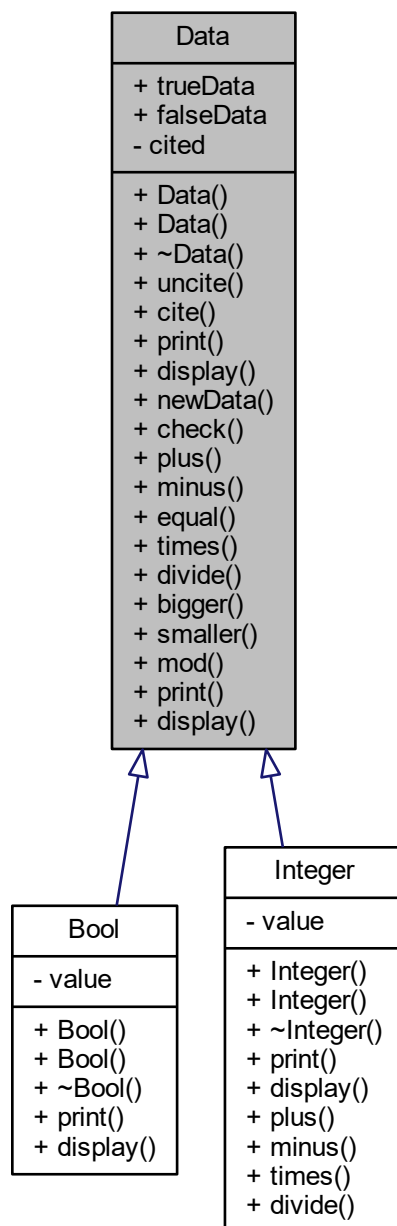 Data
+ trueData
+ falseData
- cited
+ Data()
+ Data()
+ ~Data()
+ uncite()
+ cite()
+ print()
+ display()
+ newData()
+ check()
+ plus()
+ minus()
+ equal()
+ times()
+ divide()
+ bigger()
+ smaller()
+ mod()
+ print()
+ display()
Bool
- value
+ Bool()
+ Bool()
+ ~Bool()
+ print()
+ display()
Integer
- value
+ Integer()
+ Integer()
+ ~Integer()
+ print()
+ display()
+ plus()
+ minus()
+ times()
+ divide()